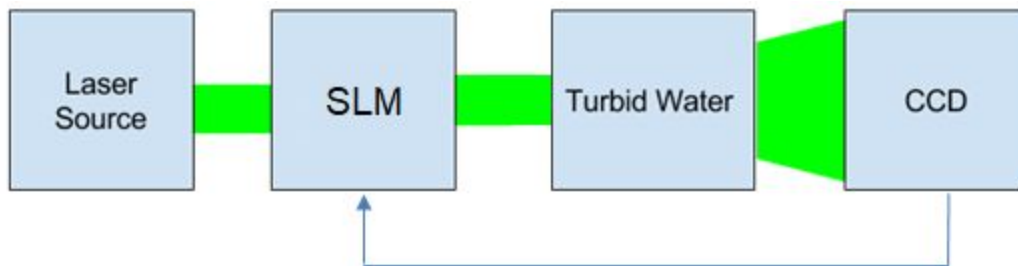 Laser
Source
SLM
Turbid Water
CCD